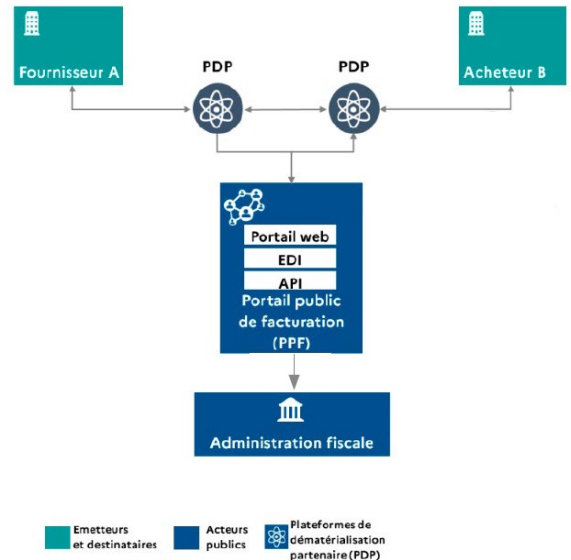 Fournisseur A
PDP
PDP
Acheteur B
Portail web
EDI
API
Portail public
de facturation
(PPF)
Administration fiscale
Emetteurs
et destinataires
Acteurs
publics
Plateformes de
dématérialisation
partenaire (PDP)